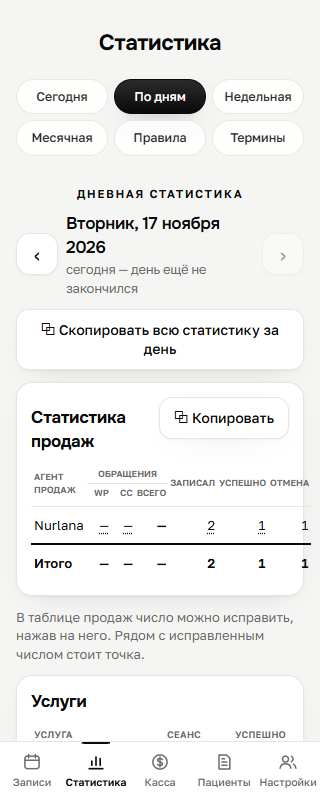 Статистика
Сегодня По дням Недельная
Месячная Правила Термины
ДНЕВНАЯ СТАТИСТИКА
Вторник, 17 ноября
2026
сегодня — день ещё не
закончился
Скопировать всю статистику за
день
Статистика
продаж
Копировать
АГЕНТ
ПРОДАЖ
ОБРАЩЕНИЯ
WP CC ВСЕГО
ЗАПИСАЛ УСПЕШНО ОТМЕНА
Nurlana — — — 2 1 1
Итого — — — 2 1 1
В таблице продаж число можно исправить,
нажав на него. Рядом с исправленным
числом стоит точка.
Услуги
УСЛУГА СЕАНС УСПЕШНО
Записи Статистика Касса Пациенты Настройки